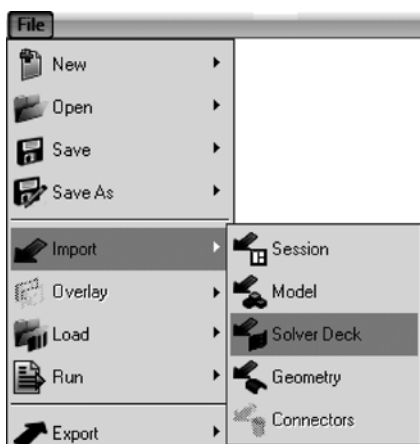 File
New
Open
Save
Save As
Import
Overlay
Load
Run
Export
Session
Model
Solver Deck
Geometry
Connectors